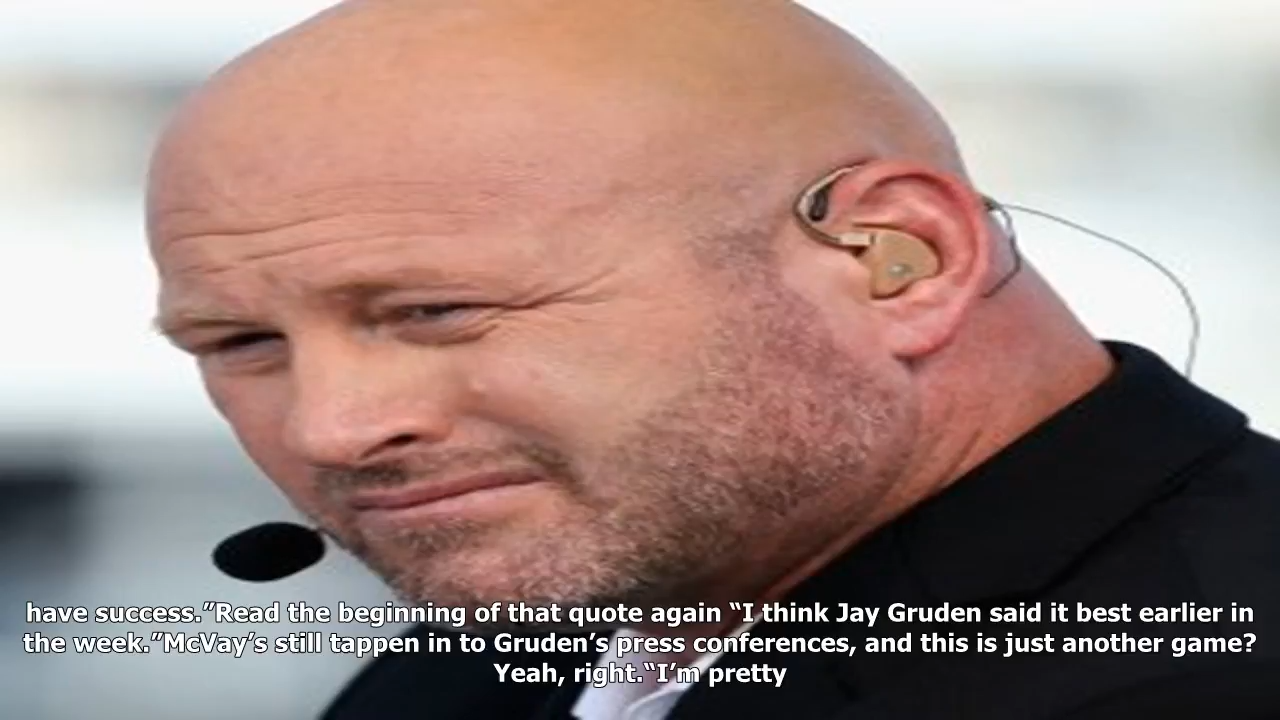 have success.”Read the beginning of that quote again “I think Jay Gruden said it best earlier in
the week.”McVay’s still tappen in to Gruden’s press conferences, and this is just another game?
Yeah, right.“I’m pretty